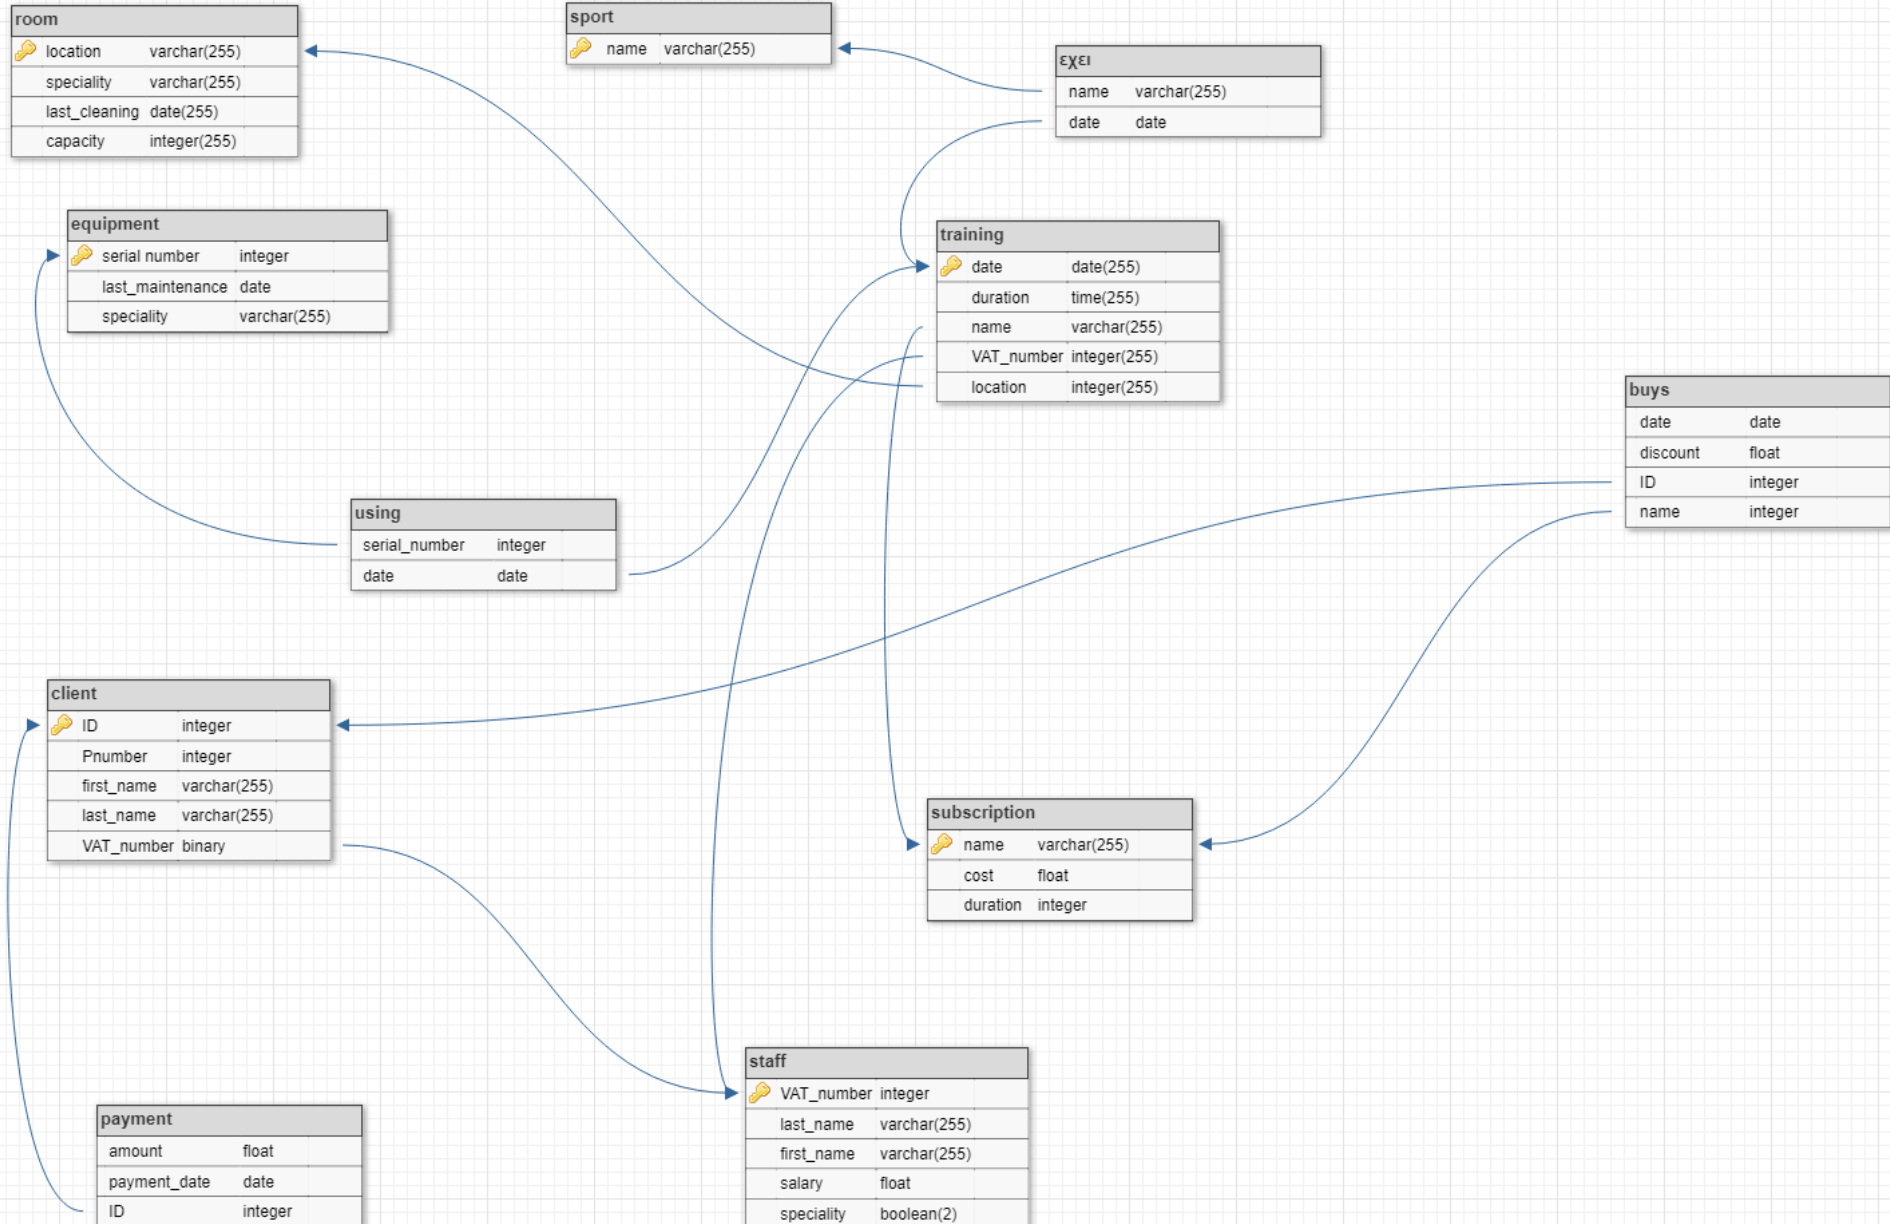 room
location varchar(255)
speciality varchar(255)
last_cleaning date(255)
capacity integer(255)
sport
name varchar(255)
εχει
name varchar(255)
date date
equipment
serial number integer
last_maintenance date
speciality varchar(255)
training
date date(255)
duration time(255)
name varchar(255)
VAT_number integer(255)
location integer(255)
buys
date date
discount float
ID integer
name integer
using
serial_number integer
date date
client
ID integer
Pnumber integer
first_name varchar(255)
last_name varchar(255)
VAT_number binary
subscription
name varchar(255)
cost float
duration integer
staff
VAT_number integer
last_name varchar(255)
first_name varchar(255)
salary float
speciality boolean(2)
payment
amount float
payment_date date
ID integer